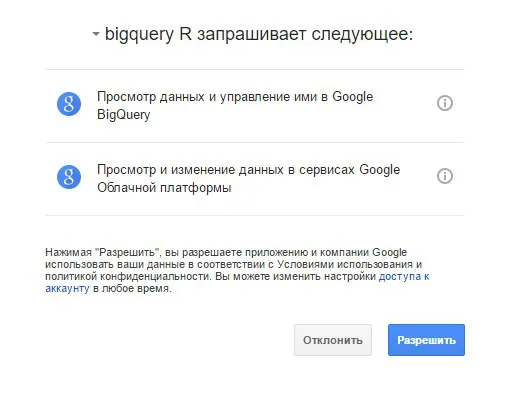 bigquery R запрашивает следующее:
Просмотр данных и управление ими в Google
BigQuery
Просмотр и изменение данных в сервисах Google
Облачной платформы
Нажимая "Разрешить", вы разрешаете приложению и компании Google
использовать ваши данные в соответствии с Условиями использования и
политикой конфиденциальности. Вы можете изменить настройки доступа к
аккаунту в любое время.
Отклонить
Разрешить